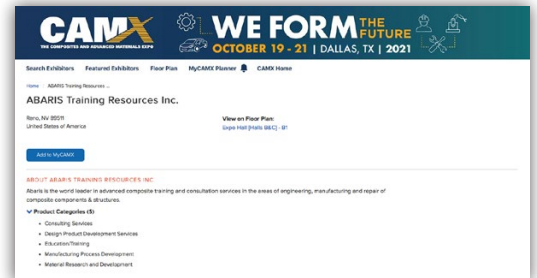 CAMX
THE COMPOSITES AND ADVANCED MATERIALS EXPO
WE FORM THE FUTURE
OCTOBER 19 - 21 | DALLAS, TX | 2021
Search Exhibitors Featured Exhibitors Floor Plan MyCAMX Planner CAMX Home
Home ABARIS Training Resources ...
ABARIS Training Resources Inc.
Reno, NV 89511
United States of America
View on Floor Plan:
Expo Hall [Halls B&C] - B1
Add to MyCAMX
ABOUT ABARIS TRAINING RESOURCES INC.
Abaris is the world leader in advanced composite training and consultation services in the areas of engineering, manufacturing and repair of
composite components & structures.
Product Categories (5)
Consulting Services
Design Product Development Services
Education/Training
Manufacturing Process Development
Material Research and Development